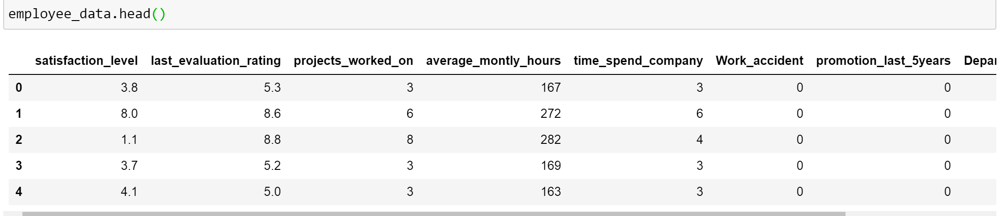 employee_data.head()
satisfaction_level last_evaluation_rating projects_worked_on average_montly_hours time_spend_company Work_accident promotion_last_5years Depar
0 3.8 5.3 3 167 3 0 0
1 8.0 8.6 6 272 6 0 0
2 1.1 8.8 8 282 4 0 0
3 3.7 5.2 3 169 3 0 0
4 4.1 5.0 3 163 3 0 0